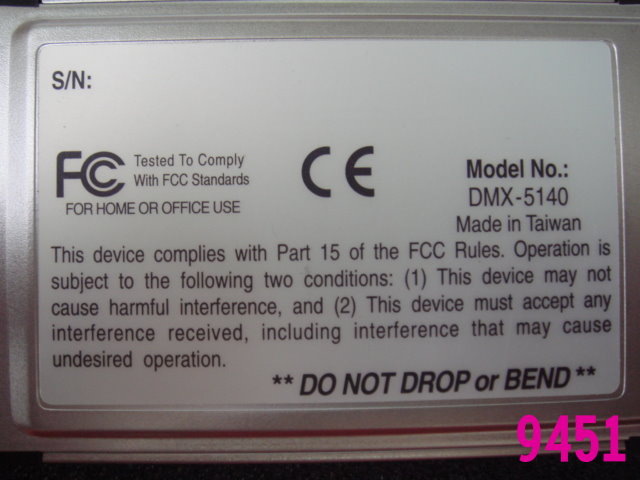 S/N:
FC Tested To Comply
With FCC Standards
FOR HOME OR OFFICE USE
CE
Model No.:
DMX-5140
Made in Taiwan
This device complies with Part 15 of the FCC Rules. Operation is
subject to the following two conditions: (1) This device may not
cause harmful interference, and (2) This device must accept any
interference received, including interference that may cause
undesired operation.
** DO NOT DROP or BEND **
9451